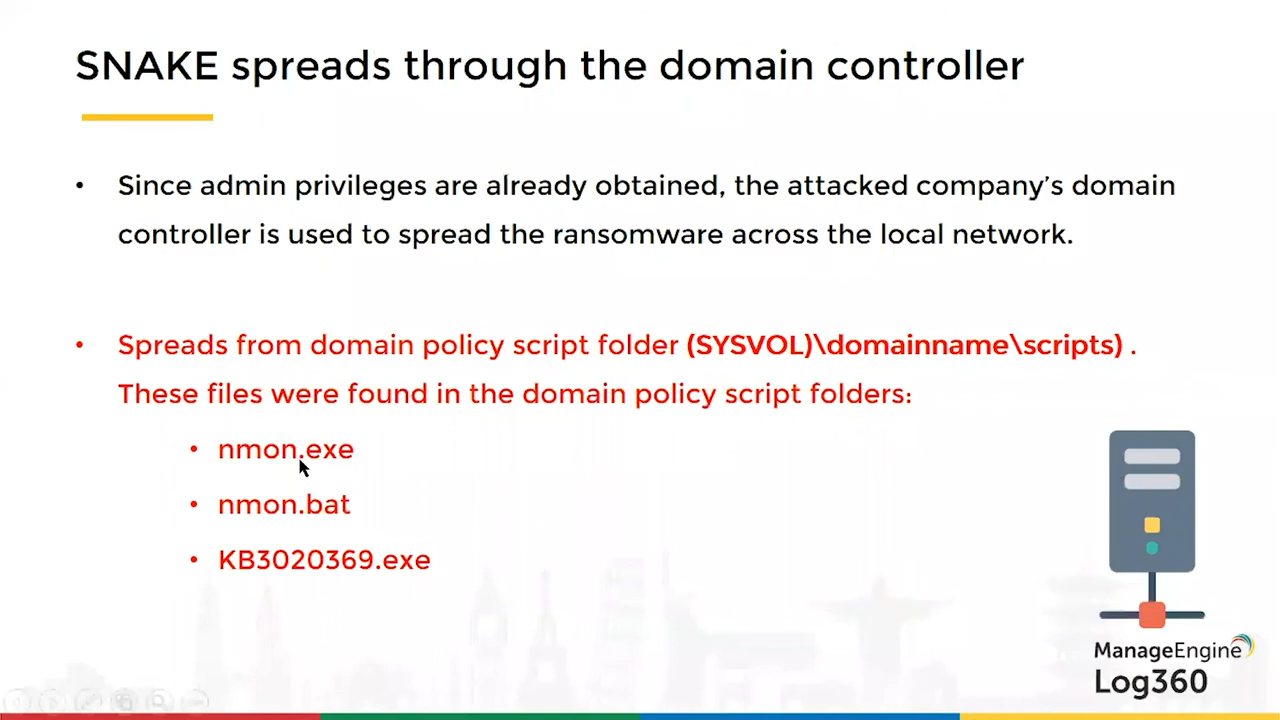 SNAKE spreads through the domain controller
• Since admin privileges are already obtained, the attacked company’s domain
controller is used to spread the ransomware across the local network.
• Spreads from domain policy script folder (SYSVOL)\domainname\scripts) .
These files were found in the domain policy script folders:
• nmon.exe
• nmon.bat
• KB3020369.exe
ManageEngine
Log360